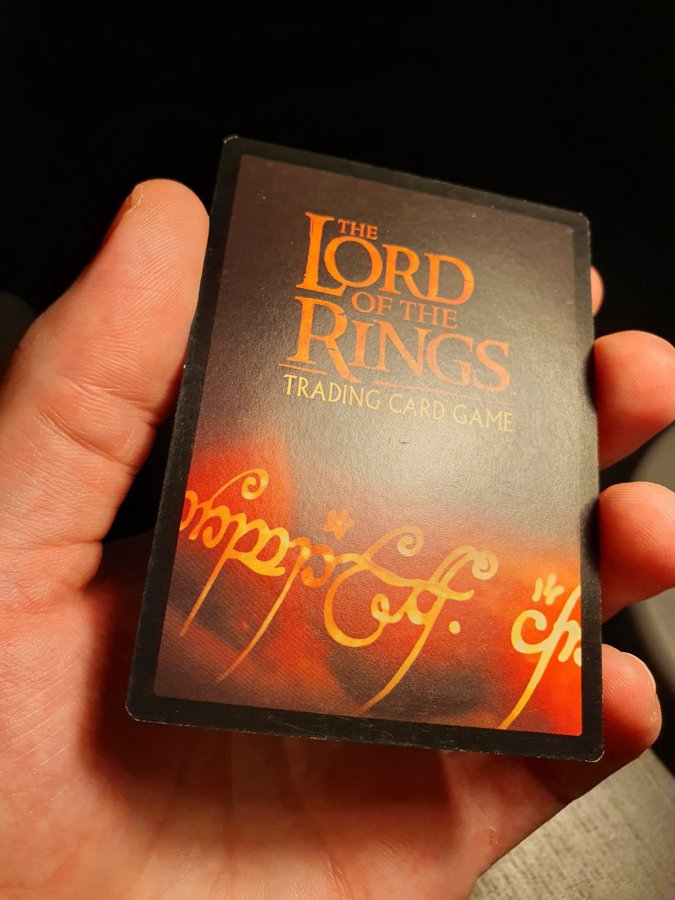 THE
LORD
OF THE
RINGS
TRADING CARD GAME